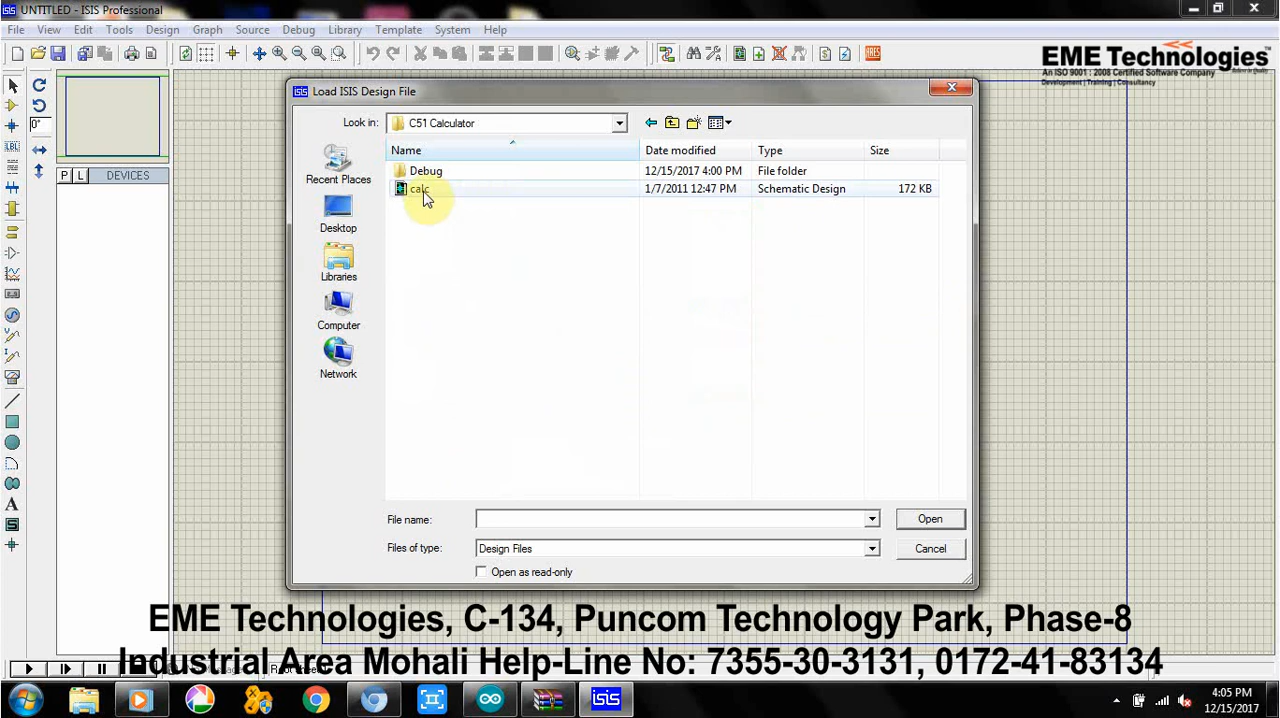 UNTITLED - ISIS Professional
File View Edit Tools Design Graph Source Debug Library Template System Help
EME Technologies
An ISO 9001 : 2008 Certified Software Company
Development | Training | Consultancy
Load ISIS Design File
Look in: C51 Calculator
Name Date modified Type Size
Debug 12/15/2017 4:00 PM File folder
calc 1/7/2011 12:47 PM Schematic Design 172 KB
Recent Places
Desktop
Libraries
Computer
Network
0°
P L DEVICES
LBL
A
File name: Open
Files of type: Design Files Cancel
Open as read-only
EME Technologies, C-134, Puncom Technology Park, Phase-8
Industrial Area Mohali Help-Line No: 7355-30-3131, 0172-41-83134
isis
4:05 PM
12/15/2017